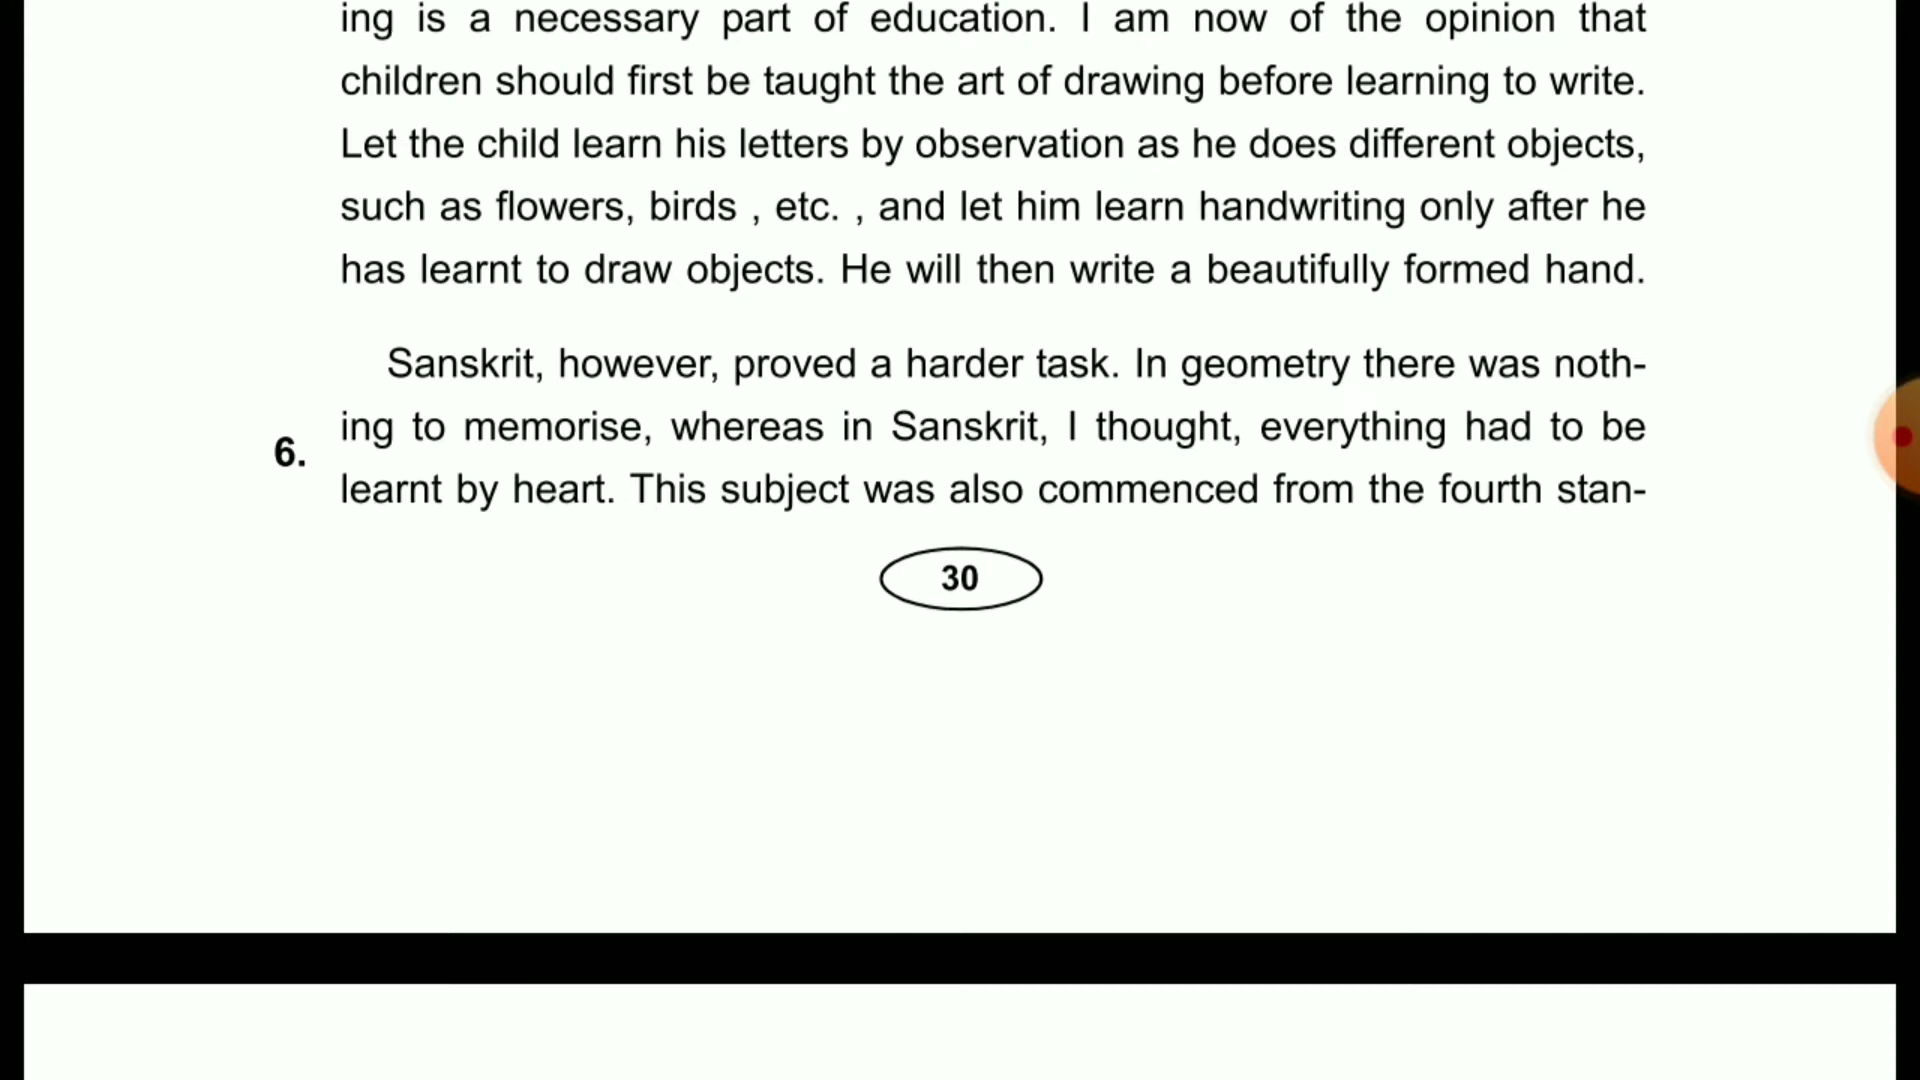 ing is a necessary part of education. I am now of the opinion that
children should first be taught the art of drawing before learning to write.
Let the child learn his letters by observation as he does different objects,
such as flowers, birds , etc. , and let him learn handwriting only after he
has learnt to draw objects. He will then write a beautifully formed hand.
Sanskrit, however, proved a harder task. In geometry there was noth-
6. ing to memorise, whereas in Sanskrit, I thought, everything had to be
learnt by heart. This subject was also commenced from the fourth stan-
30